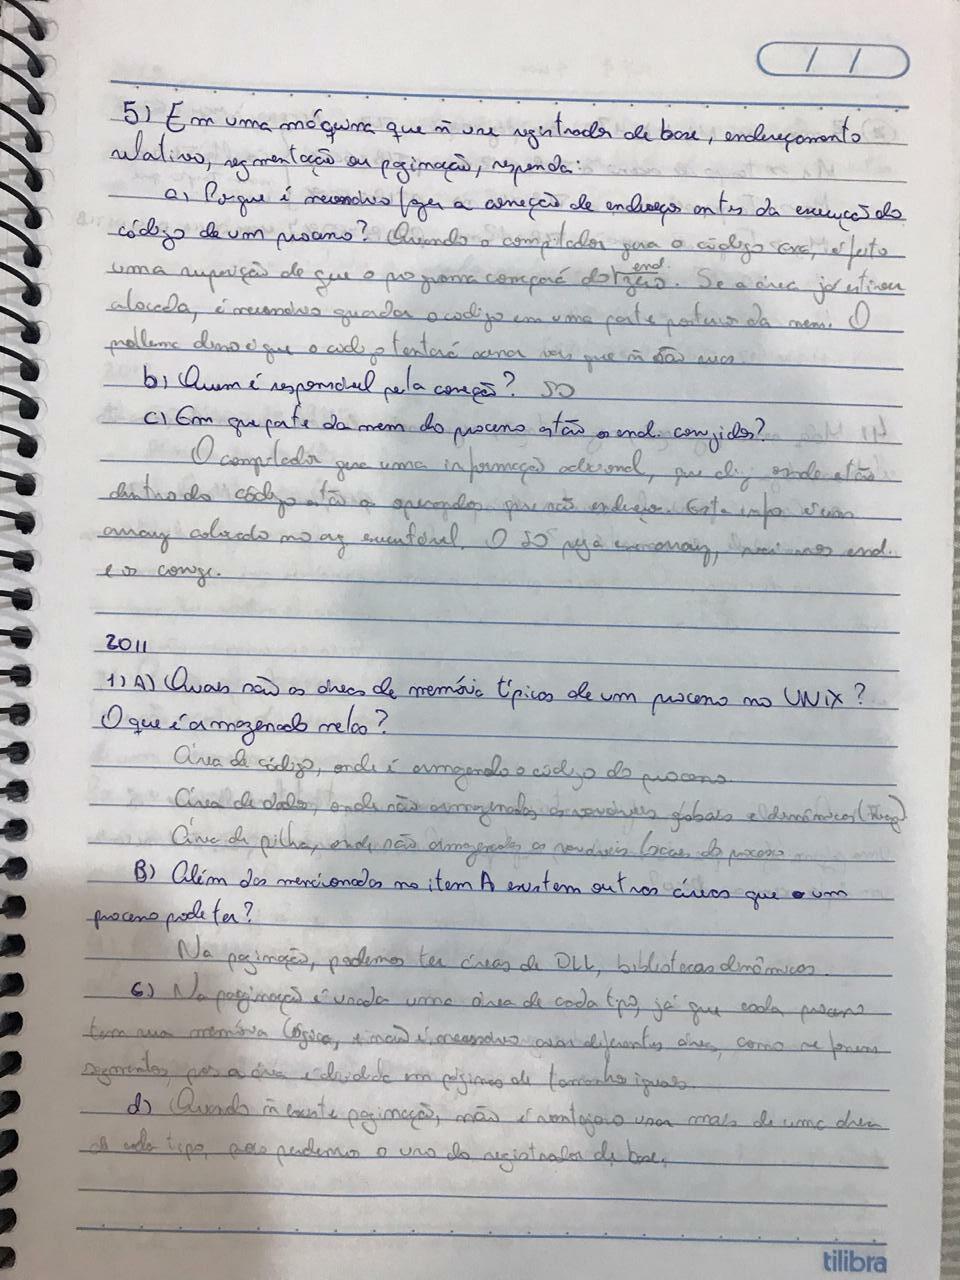 5) Em uma máquina que ñ use registrador de base, endereçamento
relativo, segmentação ou paginação, responda:
a) Porque é necessário fazer a correção de endereços antes da execução do
código de um processo? Quando o compilador gera o código exe, é feito
uma suposição de que o programa começará do end. zero. Se a área já estiver
alocada, é necessário guardar o código em uma parte posterior da mem. O
problema disso é que o código tentará acessar que ñ são seus.
b) Quem é responsável pela correção? SO
c) Em que parte da mem do processo estão os end. corrigidos?
O compilador gera uma informação adicional, que diz onde estão
dentro do código estão os operandos que são endereços. Esta info. é um
array colocado no arq executável. O SO pega esse array, vai nos end.
e os corrige.
2011
1) A) Quais são as áreas de memória típicas de um processo no UNIX?
O que é armazenado nelas?
Área de código, onde é armazenado o código do processo.
Área de dados, onde são armazenadas as variáveis globais e dinâmicas (Heap)
Área de pilha, onde são armazenadas as variáveis locais do processo
B) Além das mencionadas no item A existem outras áreas que o um
processo pode ter?
Na paginação, podemos ter áreas de DLL, bibliotecas dinâmicas.
C) Na paginação é usada uma área de cada tipo, já que cada processo
tem sua memória lógica, e não é necessário usar diferentes áreas, como se fossem
segmentos, pois a área é dividida em páginas de tamanho iguais.
d) Quando ñ existe paginação, não é vantajoso usar mais de uma área
de cada tipo, pois perdemos o uso do registrador de base.
tilibra